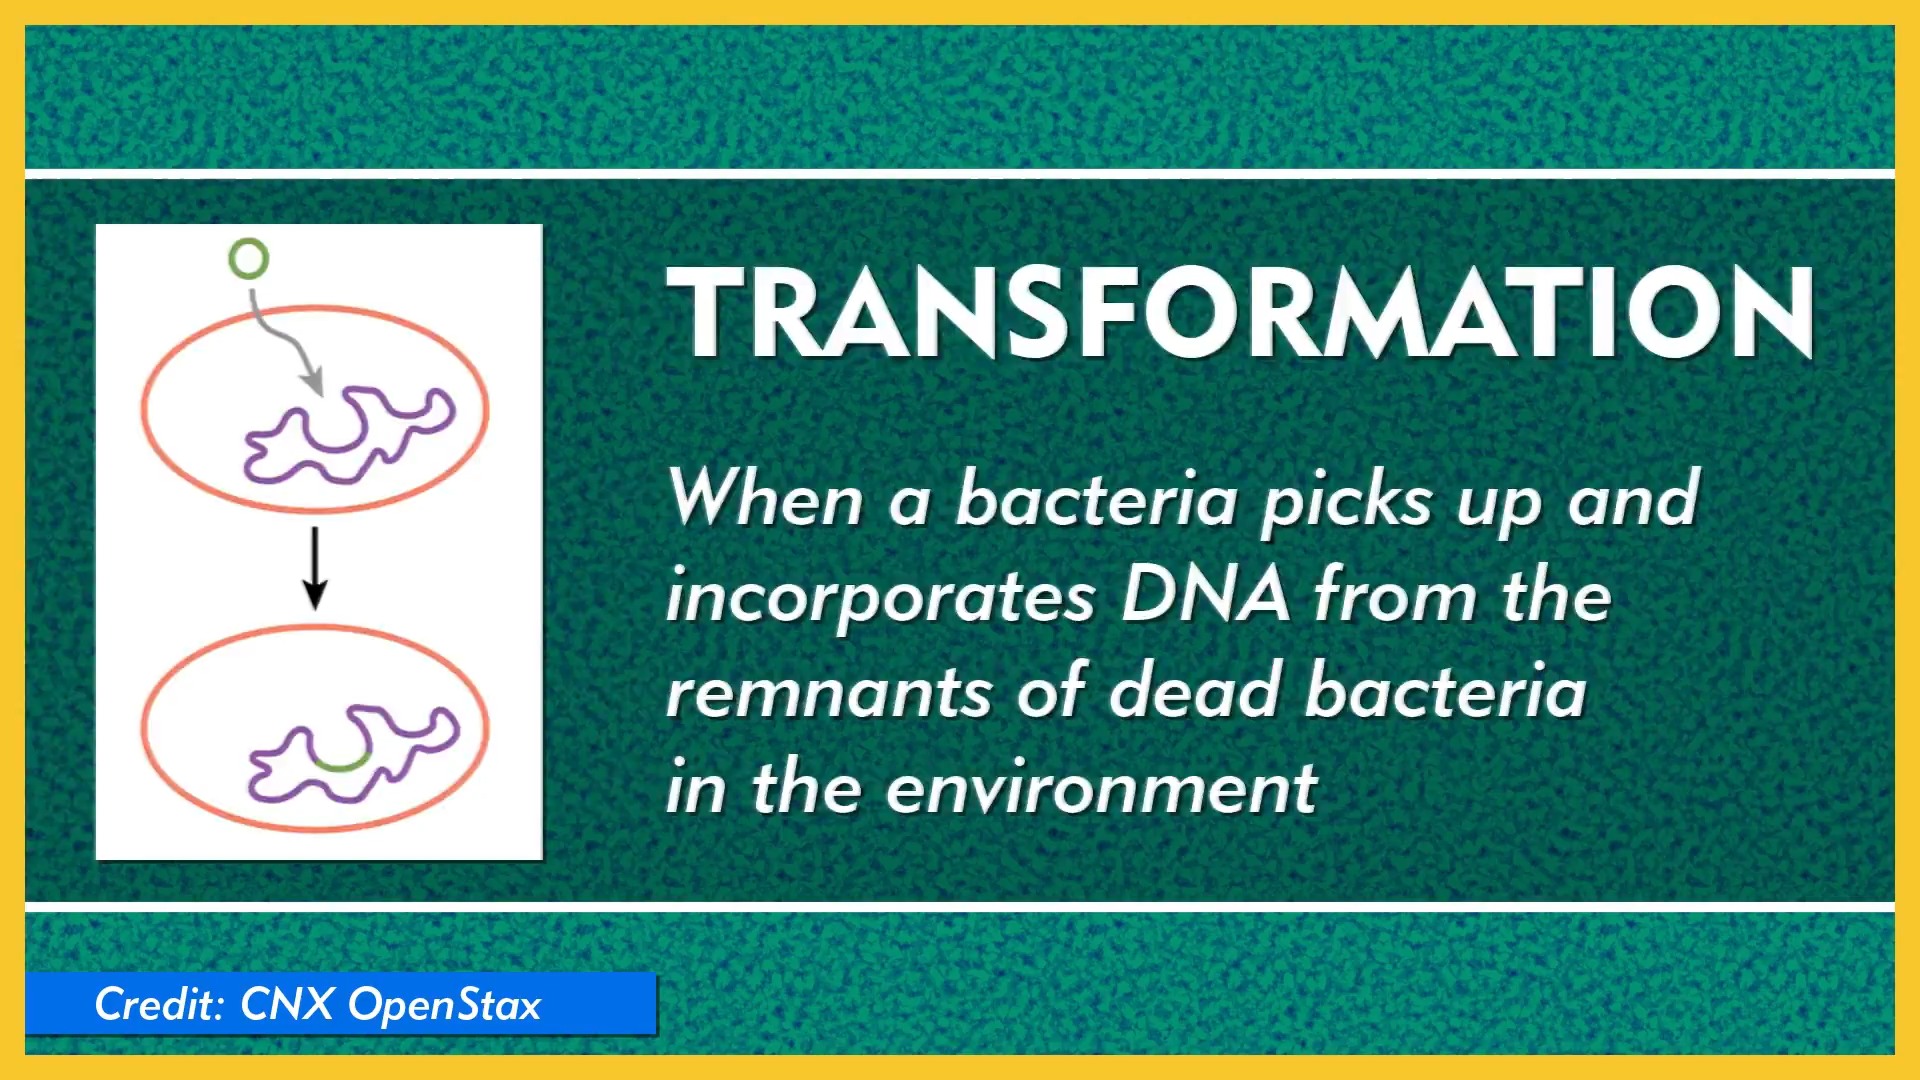 TRANSFORMATION
When a bacteria picks up and
incorporates DNA from the
remnants of dead bacteria
in the environment
Credit: CNX OpenStax